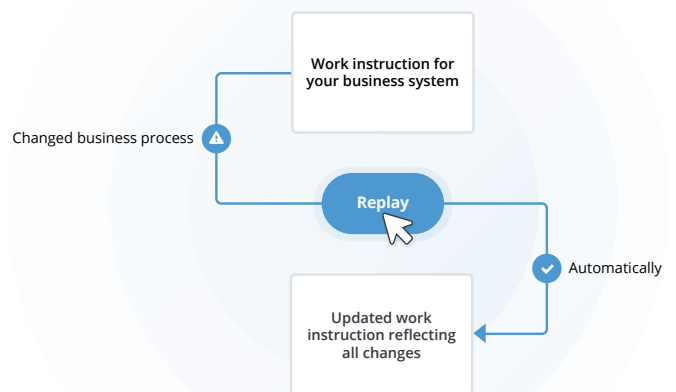 Work instruction for
your business system
Changed business process
Replay
Automatically
Updated work
instruction reflecting
all changes